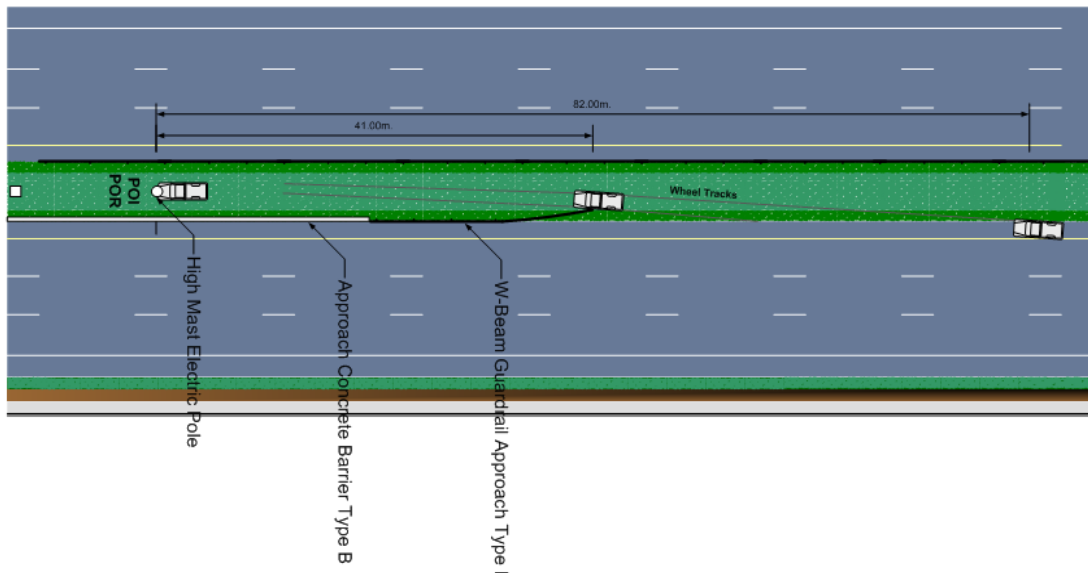 82.00m.
41.00m.
POI
POR
Wheel Tracks
High Mast Electric Pole
Approach Concrete Barrier Type B
W-Beam Guardrail Approach Type